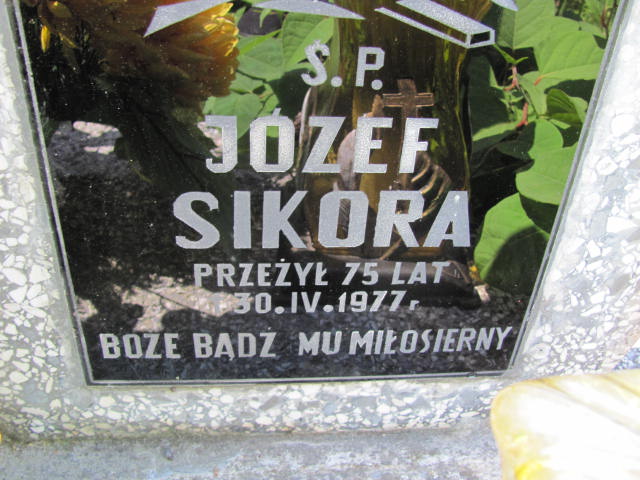 Ś. P.
JÓZEF
SIKORA
PRZEŻYŁ 75 LAT
† 30.IV.1977r
BOŻE BĄDŹ MU MIŁOSIERNY